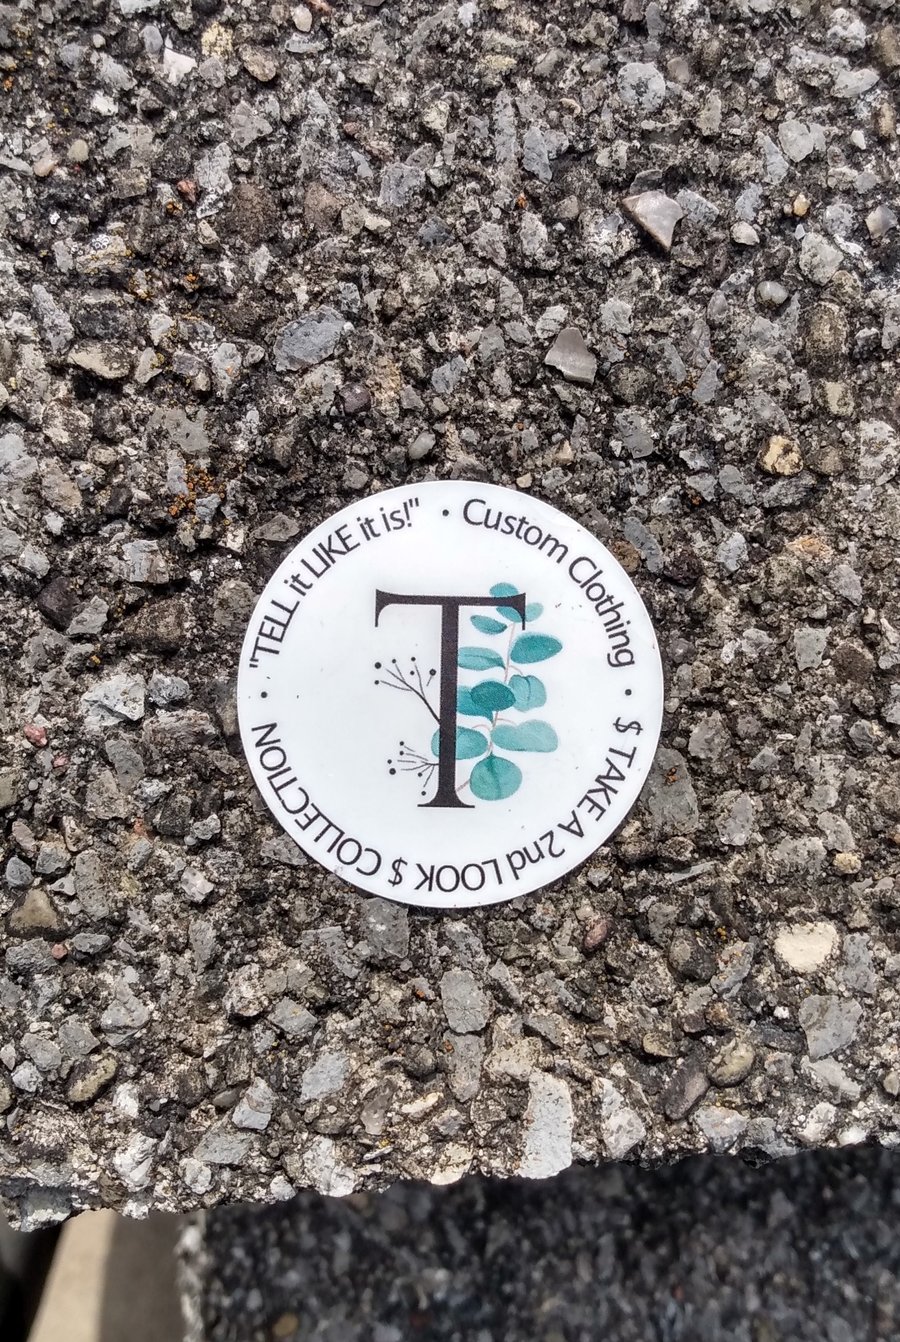 "TELL it LIKE it is!" • Custom Clothing •
$ TAKE A 2nd LOOK $ COLLECTION •
T